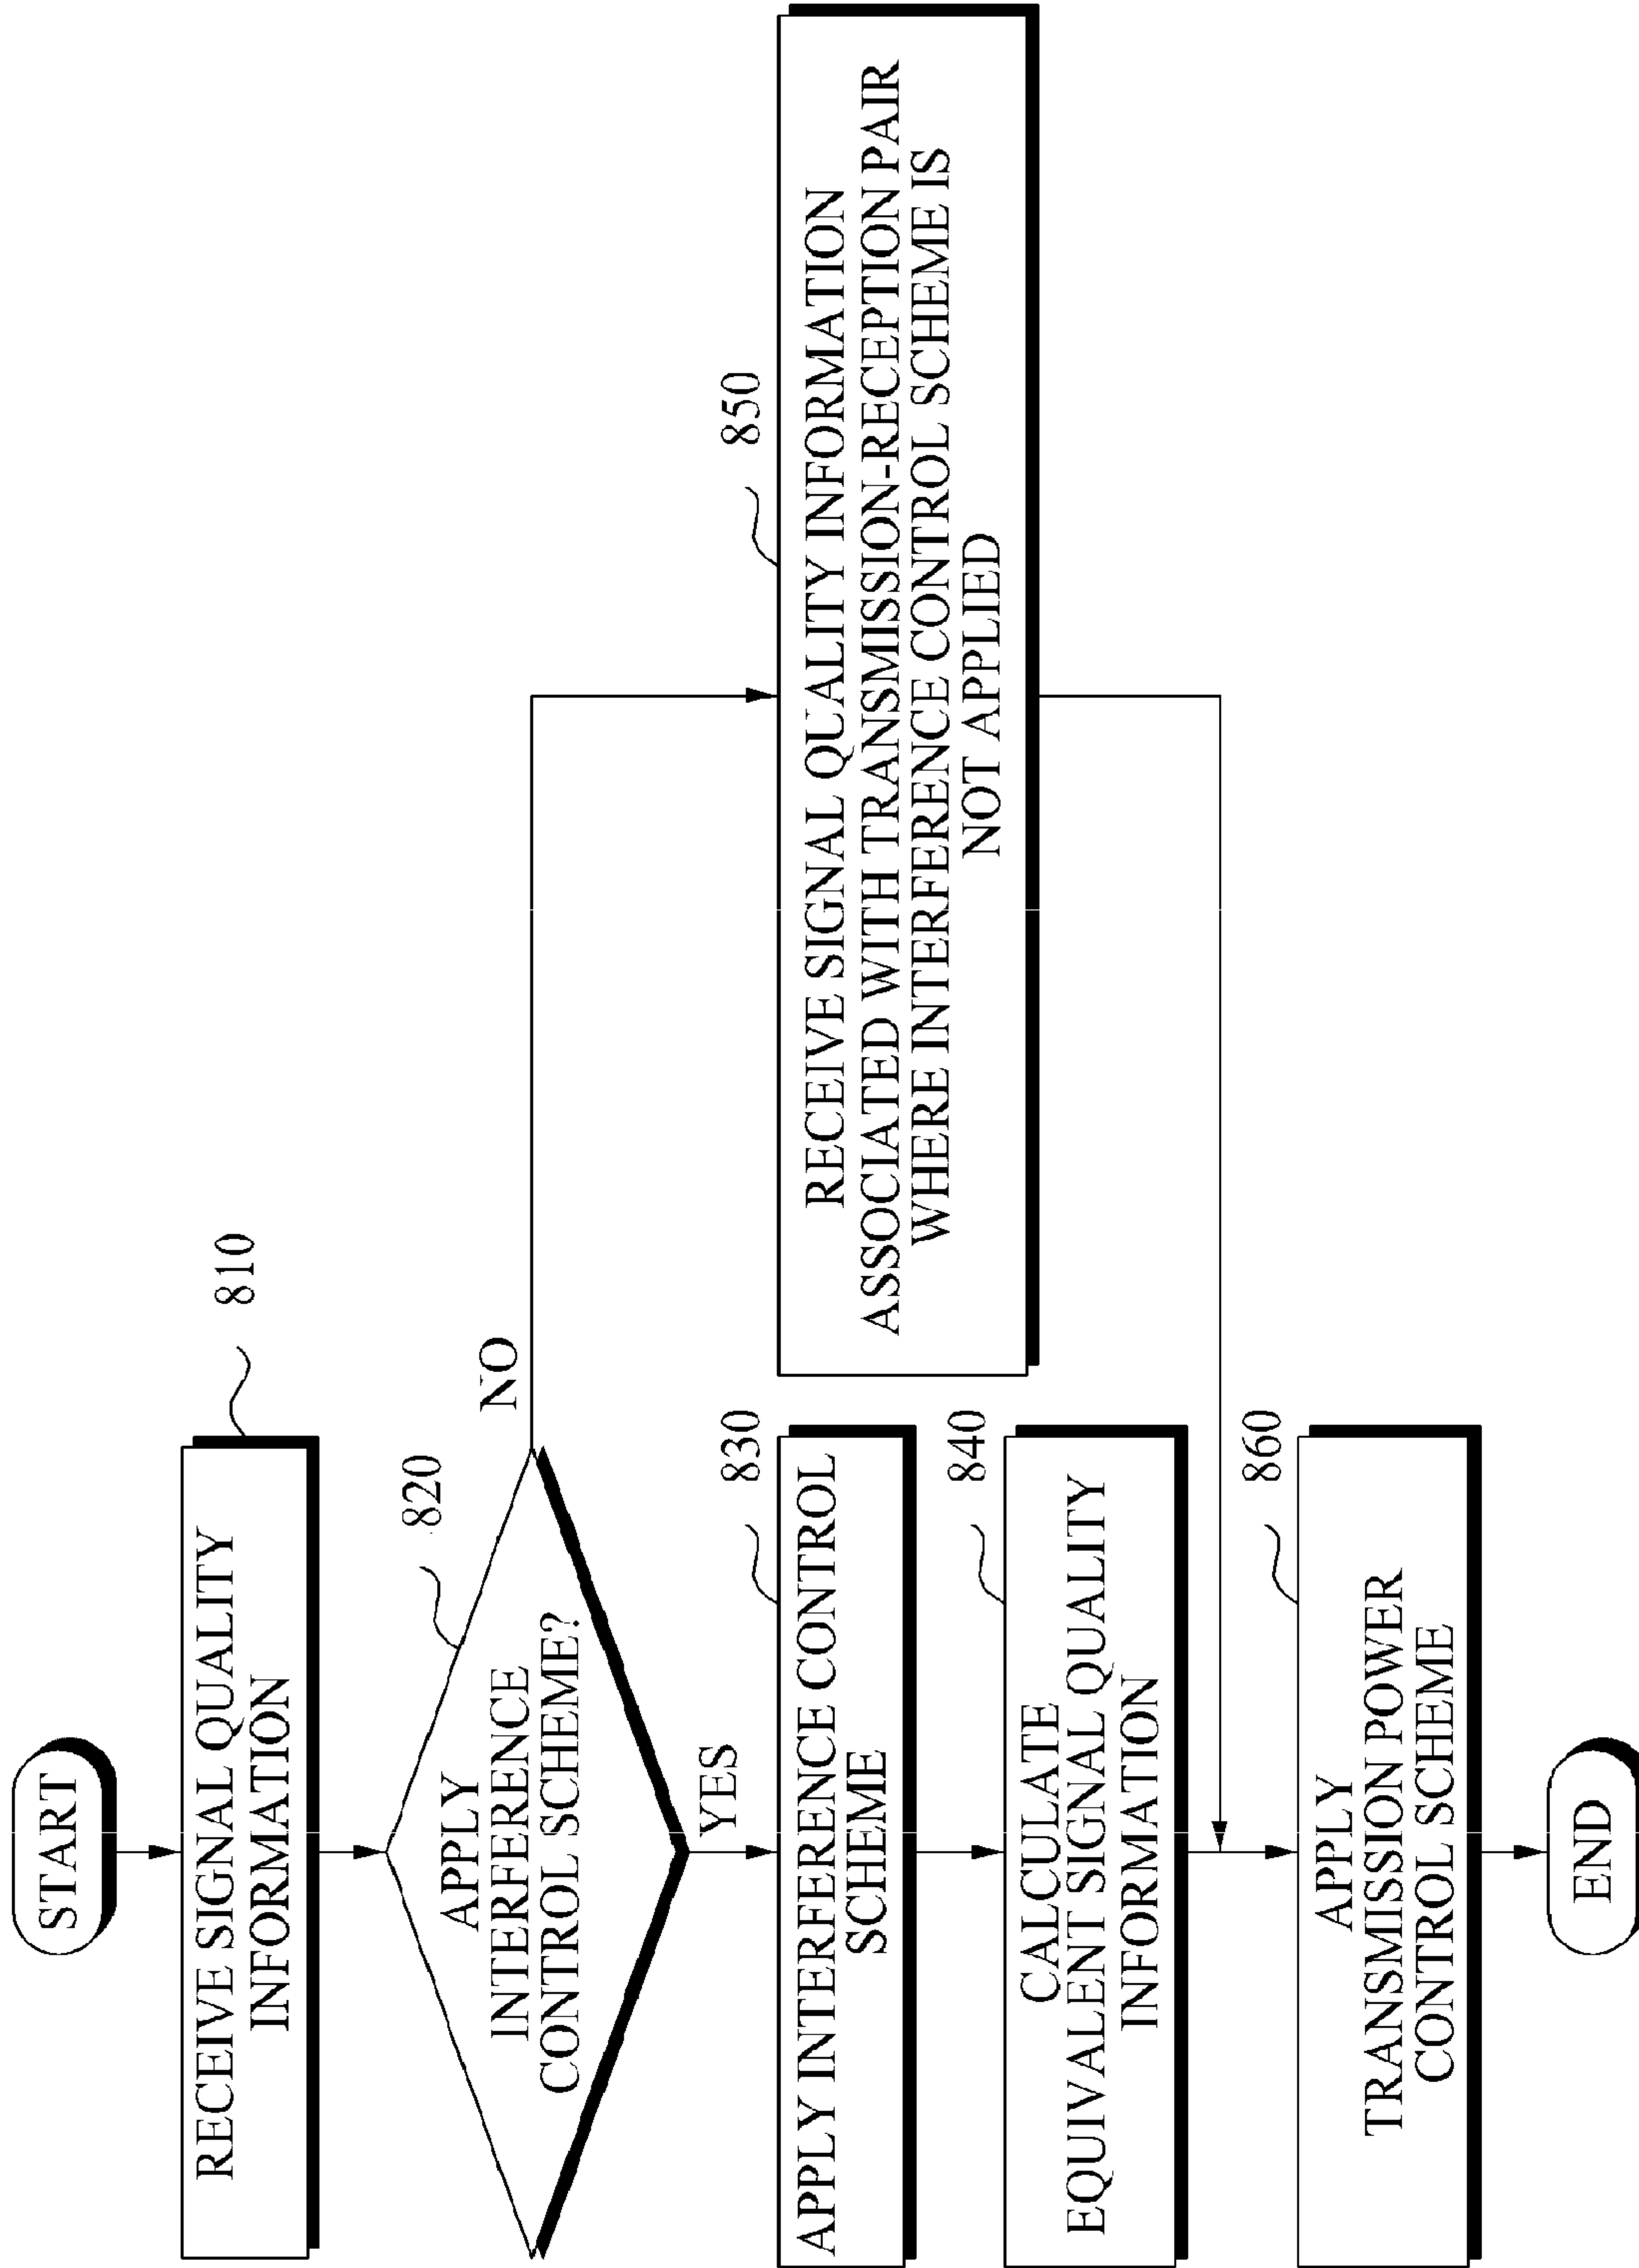 START
810
RECEIVE SIGNAL QUALITY
INFORMATION
820
APPLY
INTERFERENCE
CONTROL SCHEME?
NO
YES
830
APPLY INTERFERENCE CONTROL
SCHEME
850
RECEIVE SIGNAL QUALITY INFORMATION
ASSOCIATED WITH TRANSMISSION-RECEPTION PAIR
WHERE INTERFERENCE CONTROL SCHEME IS
NOT APPLIED
840
CALCULATE
EQUIVALENT SIGNAL QUALITY
INFORMATION
860
APPLY
TRANSMISSION POWER
CONTROL SCHEME
END